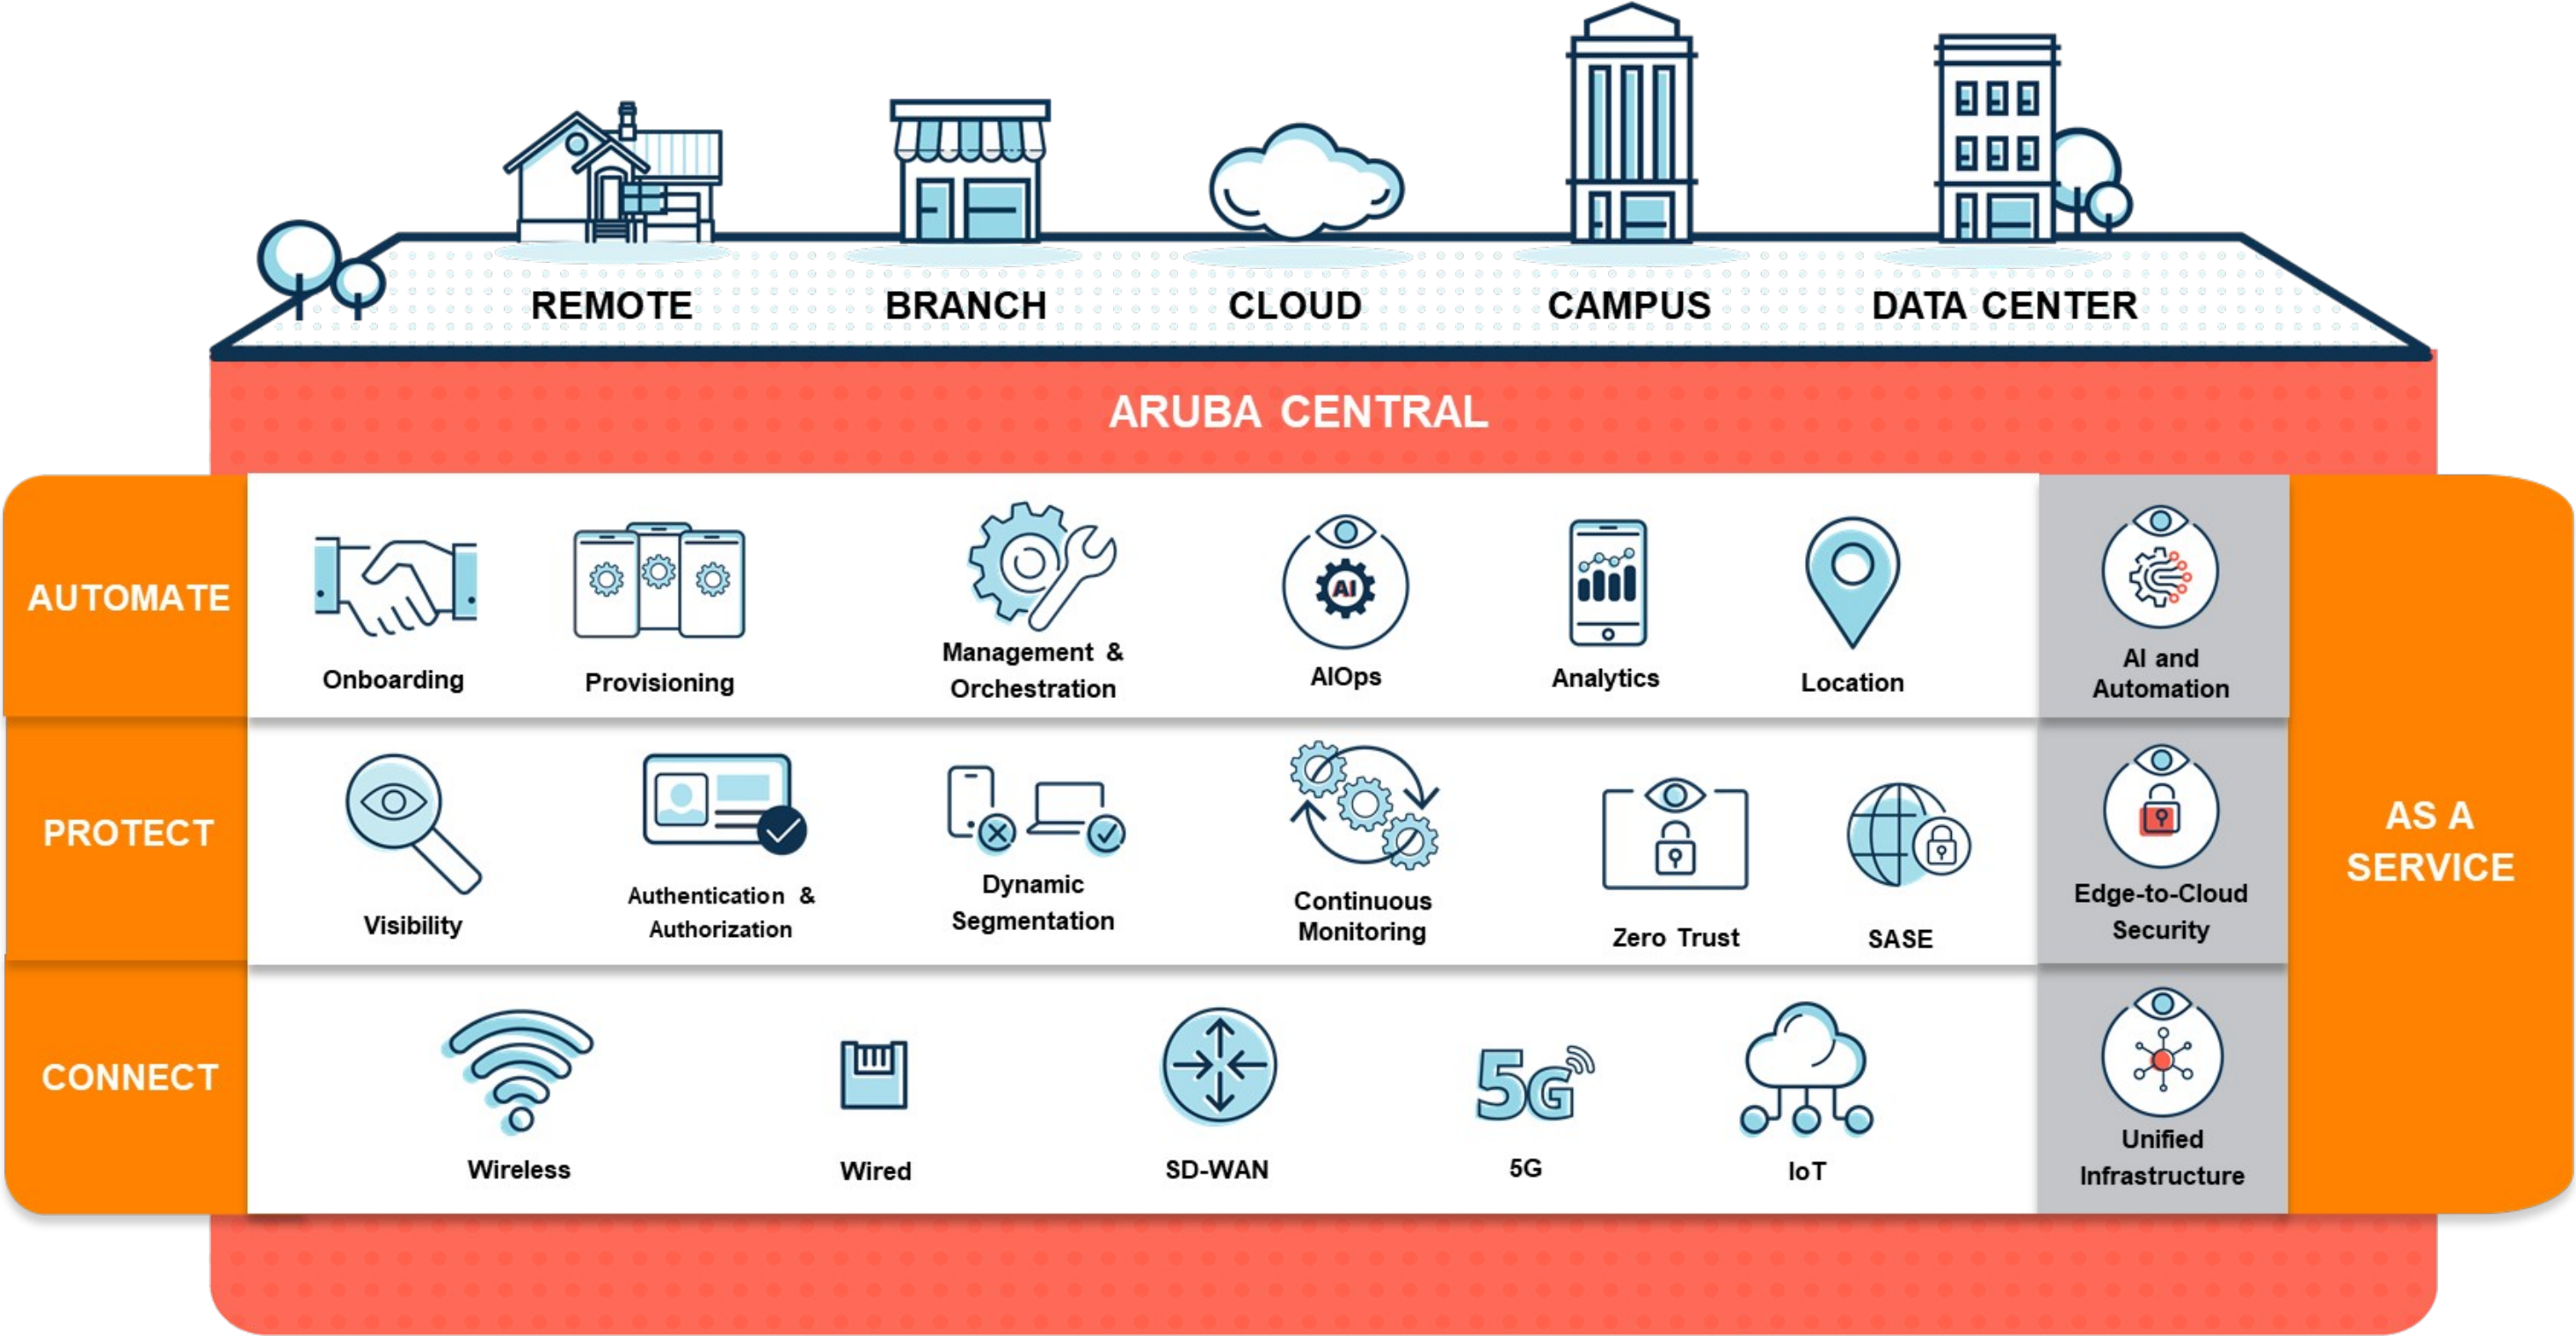 REMOTE
BRANCH
CLOUD
CAMPUS
DATA CENTER
ARUBA CENTRAL
AUTOMATE
Onboarding
Provisioning
Management &
Orchestration
AI
AIOps
Analytics
Location
AI and
Automation
PROTECT
Visibility
Authentication &
Authorization
Dynamic
Segmentation
Continuous
Monitoring
Zero Trust
SASE
Edge-to-Cloud
Security
AS A
SERVICE
CONNECT
Wireless
Wired
SD-WAN
5G
5G
IoT
Unified
Infrastructure